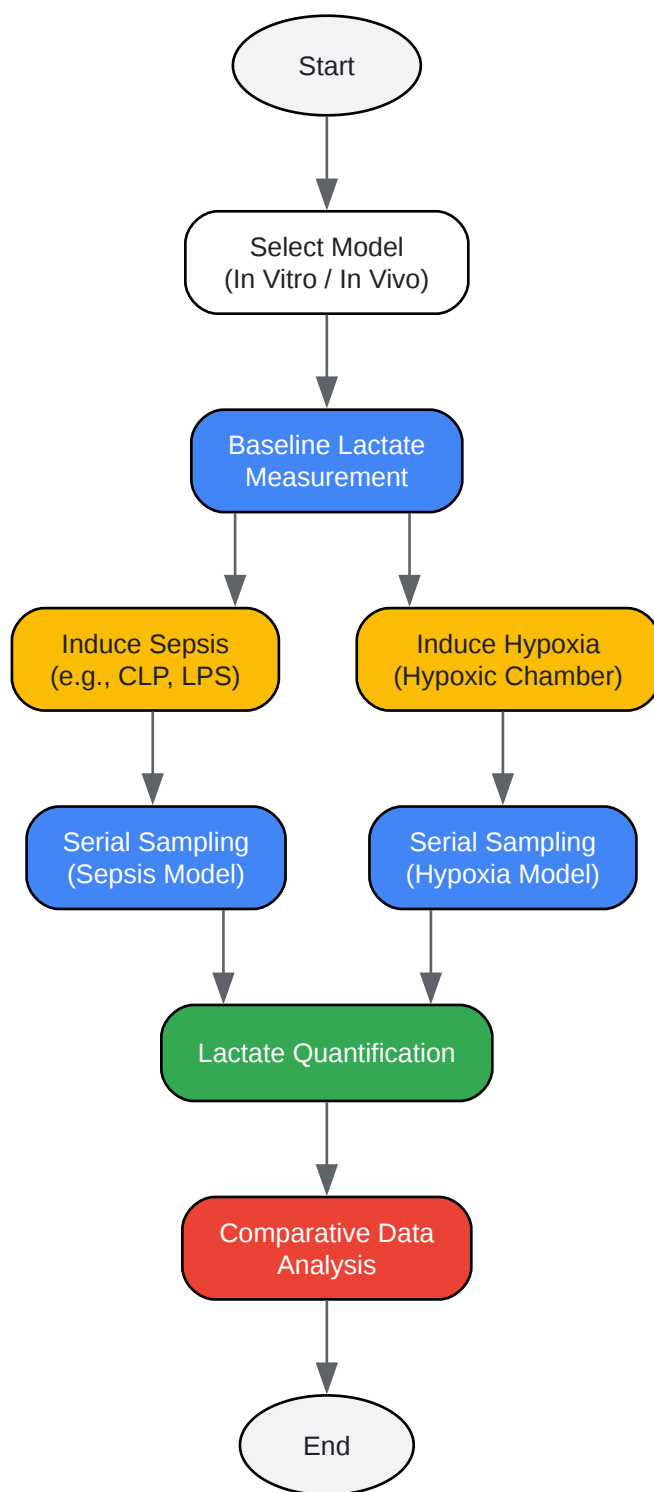 Start
Select Model
(In Vitro / In Vivo)
Baseline Lactate
Measurement
Induce Sepsis
(e.g., CLP, LPS)
Induce Hypoxia
(Hypoxic Chamber)
Serial Sampling
(Sepsis Model)
Serial Sampling
(Hypoxia Model)
Lactate Quantification
Comparative Data
Analysis
End